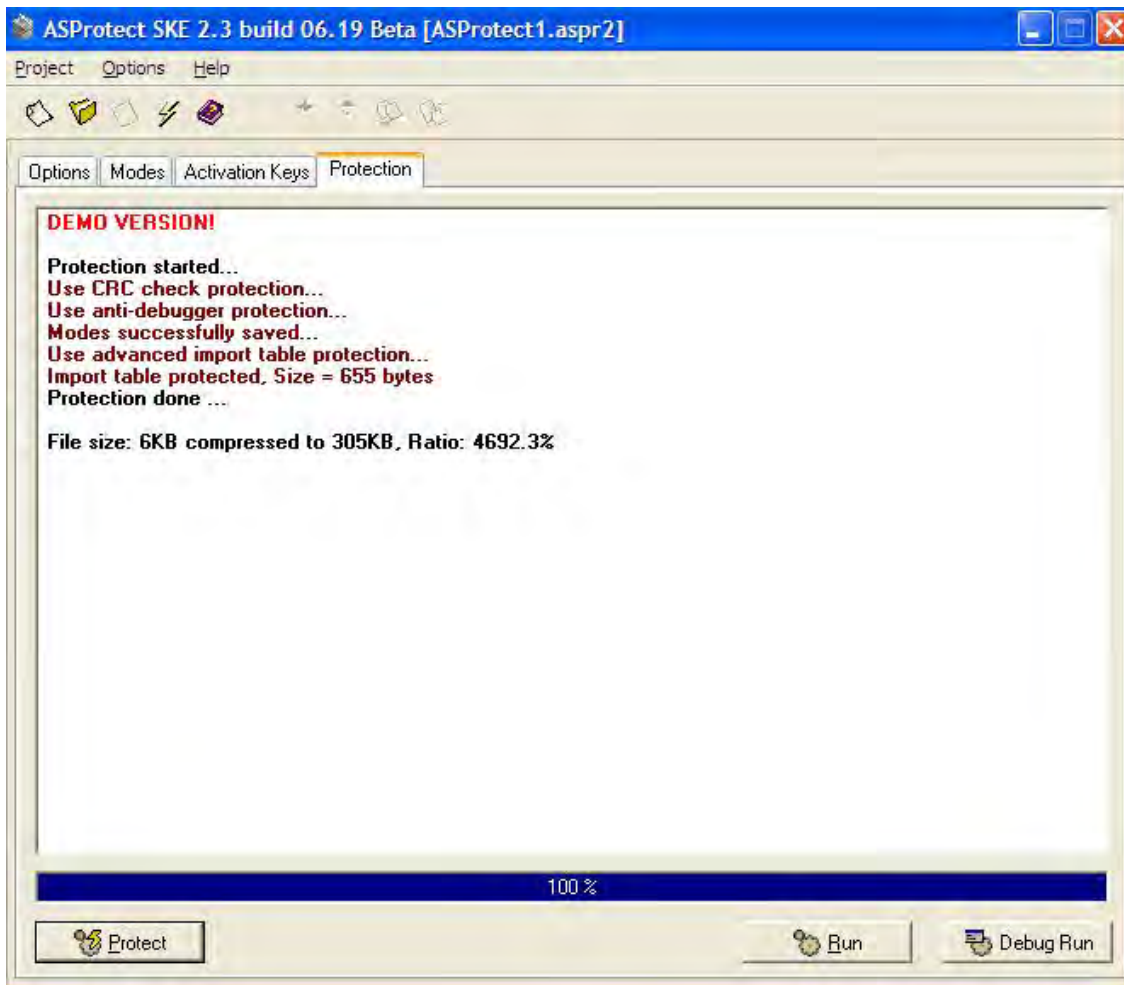 ASProtect SKE 2.3 build 06.19 Beta [ASProtect1.aspr2]
Project Options Help
Options Modes Activation Keys Protection
DEMO VERSION!
Protection started...
Use CRC check protection...
Use anti-debugger protection...
Modes successfully saved...
Use advanced import table protection...
Import table protected, Size = 655 bytes
Protection done ...
File size: 6KB compressed to 305KB, Ratio: 4692.3%
100 %
Protect Run Debug Run